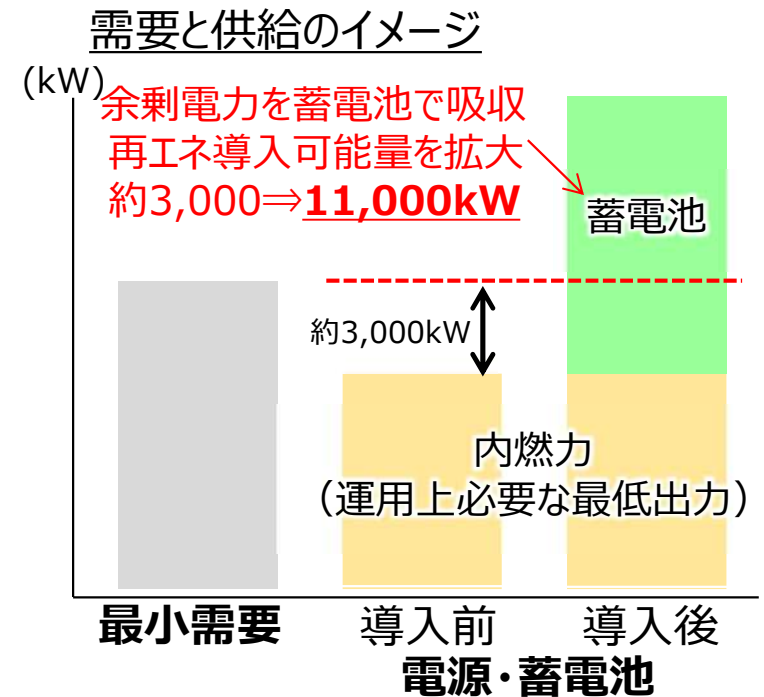 需要と供給のイメージ
(kW)
余剰電力を蓄電池で吸収
再エネ導入可能量を拡大
約3,000⇒11,000kW
蓄電池
約3,000kW
内燃力
（運用上必要な最低出力）
最小需要
導入前
導入後
電源・蓄電池